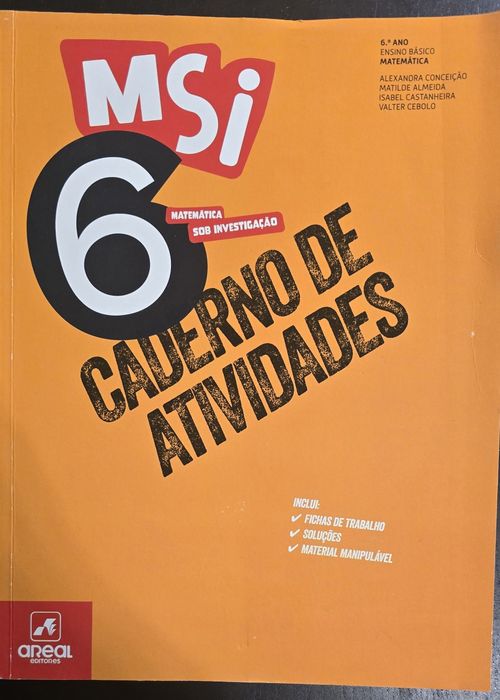 MSi
6
MATEMÁTICA
SOB INVESTIGAÇÃO
6.º ANO
ENSINO BÁSICO
MATEMÁTICA
ALEXANDRA CONCEIÇÃO
MATILDE ALMEIDA
ISABEL CASTANHEIRA
VALTER CEBOLO
CADERNO DE
ATIVIDADES
INCLUI:
✓ FICHAS DE TRABALHO
✓ SOLUÇÕES
✓ MATERIAL MANIPULÁVEL
AREAL
EDITORES